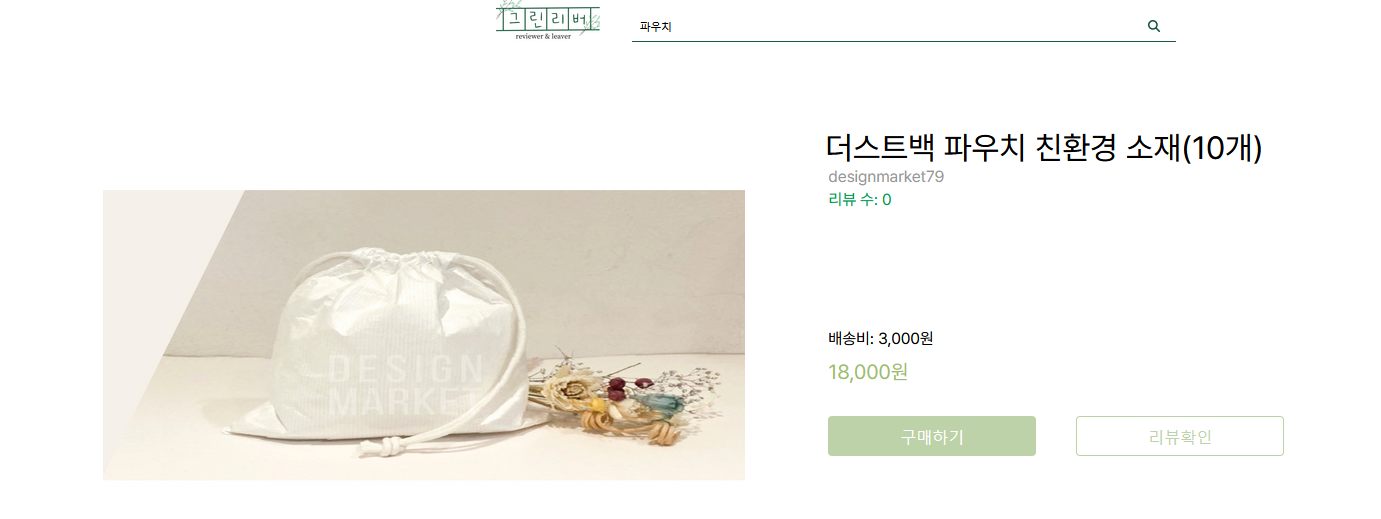 그린리버
reviewer & leaver
파우치
더스트백 파우치 친환경 소재(10개)
designmarket79
리뷰 수: 0
DESIGN
MARKET
배송비: 3,000원
18,000원
구매하기
리뷰확인